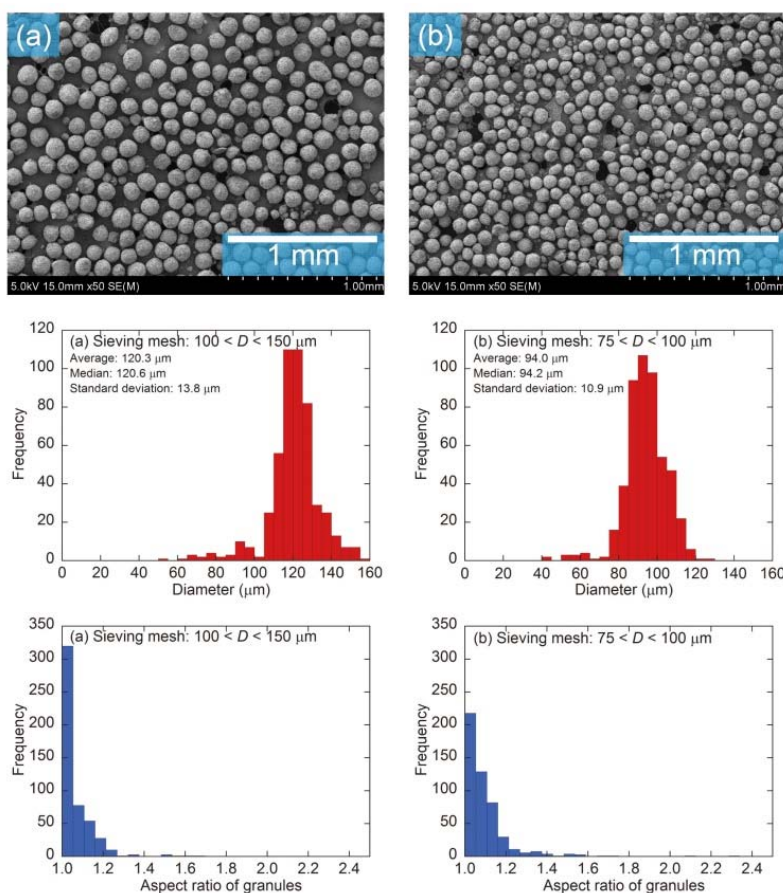 (a)
1 mm
5.0kV 15.0mm x50 SE(M)
1.00mm
(b)
1 mm
5.0kV 15.0mm x50 SE(M)
1.00mm
120
100
80
60
40
20
0
Frequency
(a) Sieving mesh: 100 < D < 150 μm
Average: 120.3 μm
Median: 120.6 μm
Standard deviation: 13.8 μm
0 20 40 60 80 100 120 140 160
Diameter (μm)
120
100
80
60
40
20
0
Frequency
(b) Sieving mesh: 75 < D < 100 μm
Average: 94.0 μm
Median: 94.2 μm
Standard deviation: 10.9 μm
0 20 40 60 80 100 120 140 160
Diameter (μm)
350
300
250
200
150
100
50
0
Frequency
(a) Sieving mesh: 100 < D < 150 μm
1.0 1.2 1.4 1.6 1.8 2.0 2.2 2.4
Aspect ratio of granules
350
300
250
200
150
100
50
0
Frequency
(b) Sieving mesh: 75 < D < 100 μm
1.0 1.2 1.4 1.6 1.8 2.0 2.2 2.4
Aspect ratio of granules